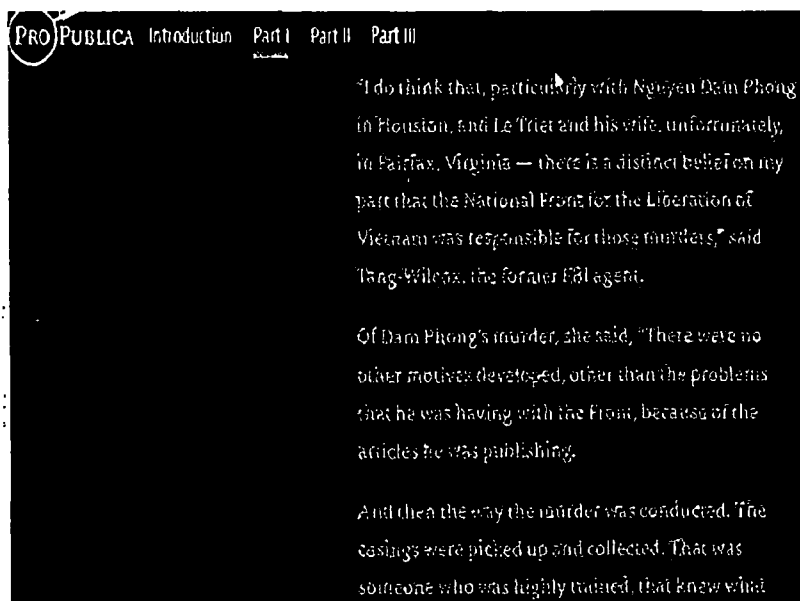 PROPUBLICA Introduction Part I Part II Part III
"I do think that, particularly with Nguyen Dam Phong
in Houston, and Le Triet and his wife, unfortunately,
in Fairfax, Virginia — there is a distinct belief on my
part that the National Front for the Liberation of
Vietnam was responsible for those murders," said
Tang-Wilcox, the former FBI agent.
Of Dam Phong's murder, she said, "There were no
other motives developed, other than the problems
that he was having with the Front, because of the
articles he was publishing.
And then the way the murder was conducted. The
casings were picked up and collected. That was
someone who was highly trained, that knew what